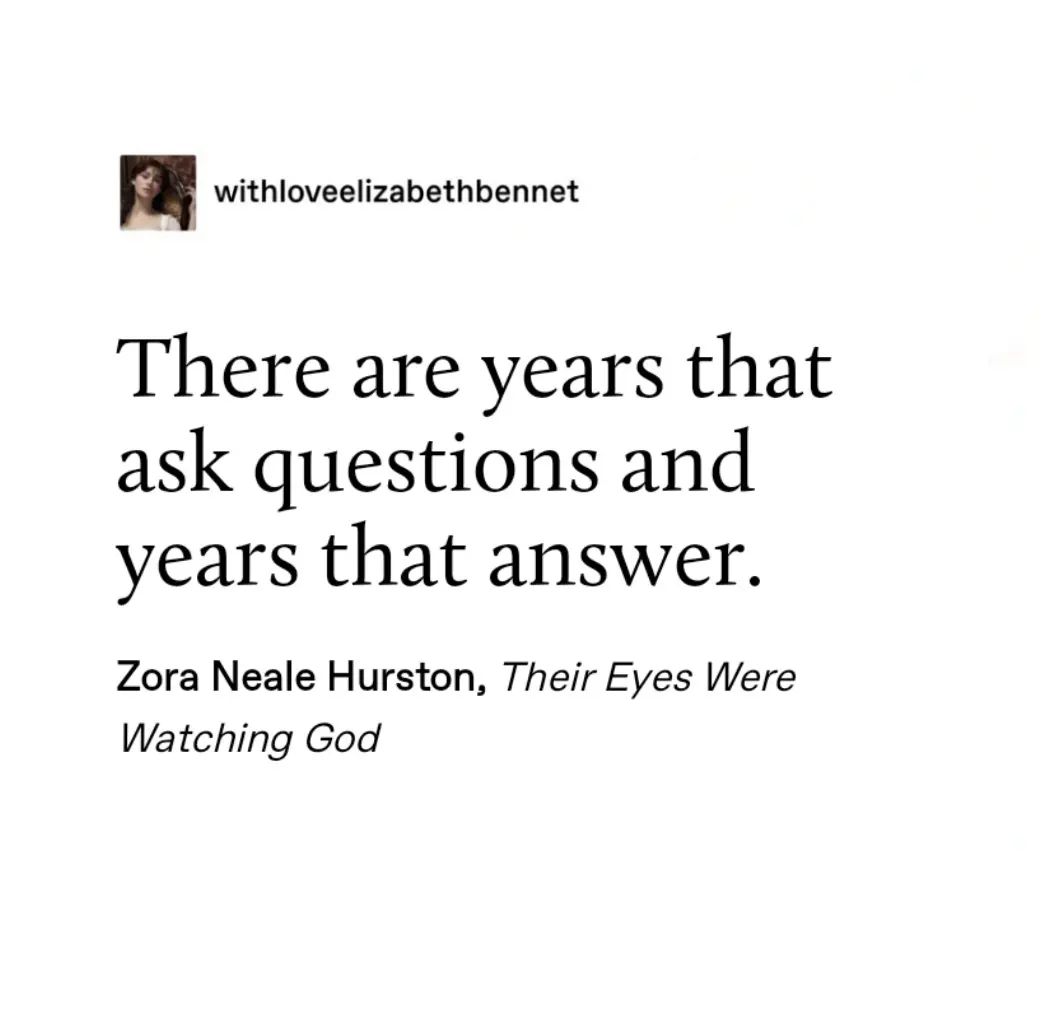 withloveelizabethbennet
There are years that
ask questions and
years that answer.
Zora Neale Hurston, Their Eyes Were
Watching God